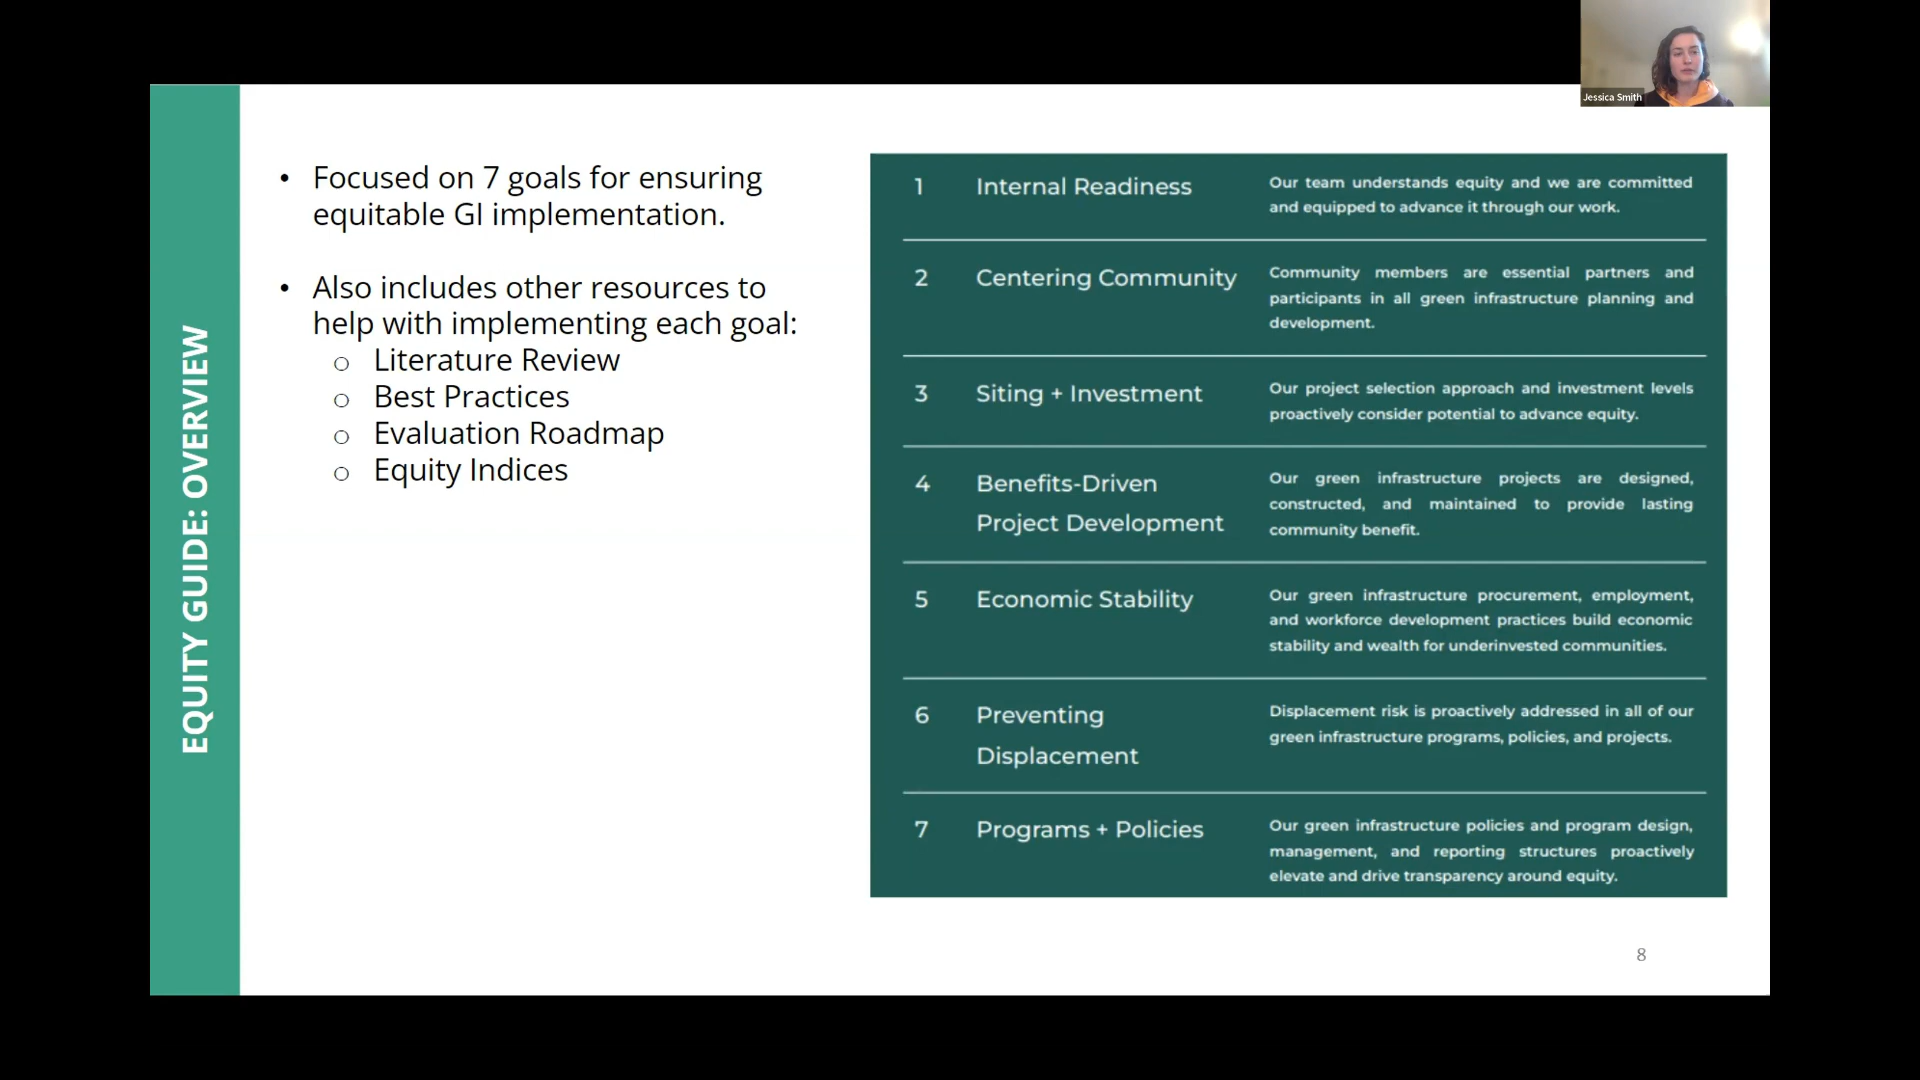 Jessica Smith
EQUITY GUIDE: OVERVIEW
• Focused on 7 goals for ensuring
equitable GI implementation.
• Also includes other resources to
help with implementing each goal:
○ Literature Review
○ Best Practices
○ Evaluation Roadmap
○ Equity Indices
1 Internal Readiness
Our team understands equity and we are committed
and equipped to advance it through our work.
2 Centering Community
Community members are essential partners and
participants in all green infrastructure planning and
development.
3 Siting + Investment
Our project selection approach and investment levels
proactively consider potential to advance equity.
4 Benefits-Driven
Project Development
Our green infrastructure projects are designed,
constructed, and maintained to provide lasting
community benefit.
5 Economic Stability
Our green infrastructure procurement, employment,
and workforce development practices build economic
stability and wealth for underinvested communities.
6 Preventing
Displacement
Displacement risk is proactively addressed in all of our
green infrastructure programs, policies, and projects.
7 Programs + Policies
Our green infrastructure policies and program design,
management, and reporting structures proactively
elevate and drive transparency around equity.
8